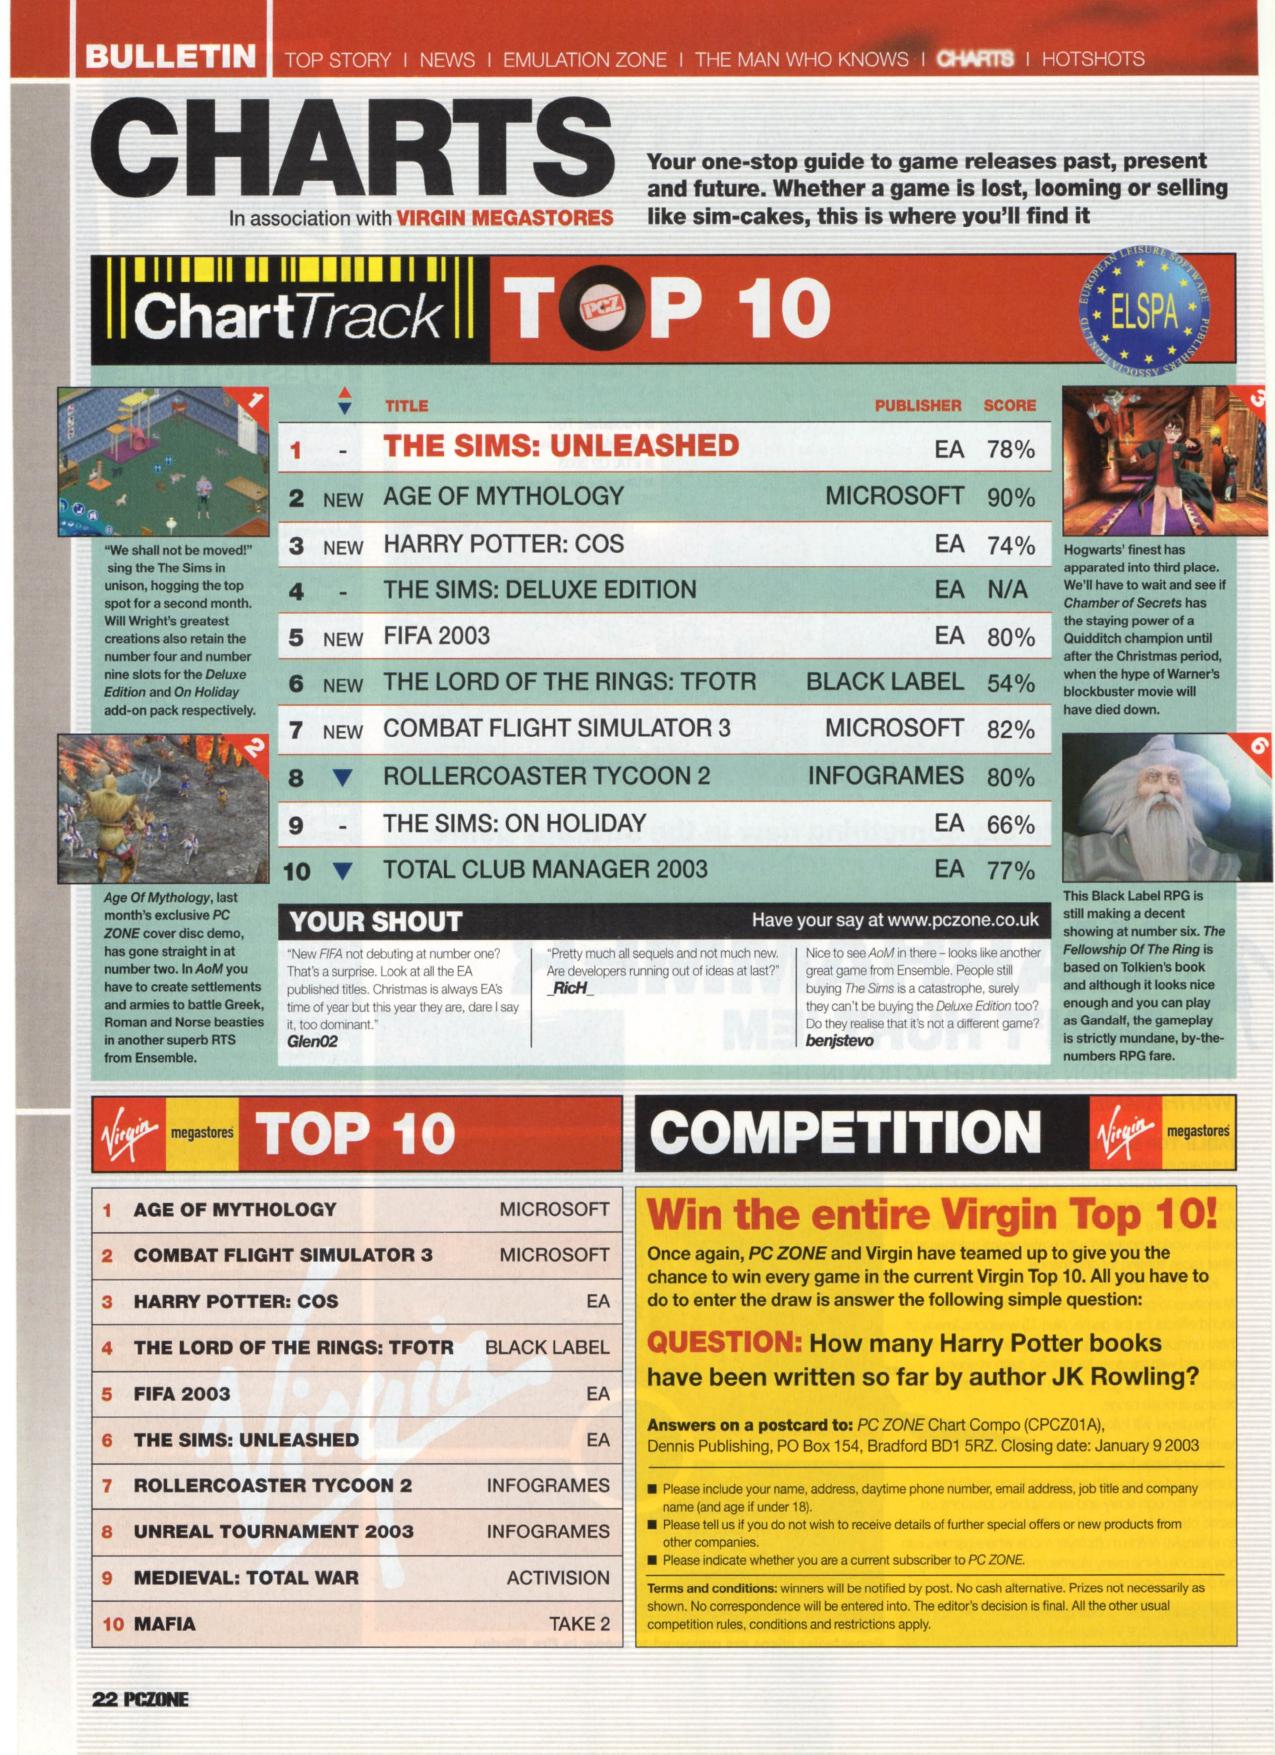 BULLETIN
TOP STORY | NEWS | EMULATION ZONE | THE MAN WHO KNOWS | CHARTS | HOTSHOTS
CHARTS
In association with VIRGIN MEGASTORES
Your one-stop guide to game releases past, present
and future. Whether a game is lost, looming or selling
like sim-cakes, this is where you'll find it
ChartTrack
TOP 10
PCZ
EUROPEAN LEISURE SOFTWARE PUBLISHERS ASSOCIATION LTD
ELSPA
1
"We shall not be moved!"
sing the The Sims in
unison, hogging the top
spot for a second month.
Will Wright's greatest
creations also retain the
number four and number
nine slots for the Deluxe
Edition and On Holiday
add-on pack respectively.
2
Age Of Mythology, last
month's exclusive PC
ZONE cover disc demo,
has gone straight in at
number two. In AoM you
have to create settlements
and armies to battle Greek,
Roman and Norse beasties
in another superb RTS
from Ensemble.
▲▼ TITLE PUBLISHER SCORE
1 - THE SIMS: UNLEASHED EA 78%
2 NEW AGE OF MYTHOLOGY MICROSOFT 90%
3 NEW HARRY POTTER: COS EA 74%
4 - THE SIMS: DELUXE EDITION EA N/A
5 NEW FIFA 2003 EA 80%
6 NEW THE LORD OF THE RINGS: TFOTR BLACK LABEL 54%
7 NEW COMBAT FLIGHT SIMULATOR 3 MICROSOFT 82%
8 ▼ ROLLERCOASTER TYCOON 2 INFOGRAMES 80%
9 - THE SIMS: ON HOLIDAY EA 66%
10 ▼ TOTAL CLUB MANAGER 2003 EA 77%
3
Hogwarts' finest has
apparated into third place.
We'll have to wait and see if
Chamber of Secrets has
the staying power of a
Quidditch champion until
after the Christmas period,
when the hype of Warner's
blockbuster movie will
have died down.
6
This Black Label RPG is
still making a decent
showing at number six. The
Fellowship Of The Ring is
based on Tolkien's book
and although it looks nice
enough and you can play
as Gandalf, the gameplay
is strictly mundane, by-the-
numbers RPG fare.
YOUR SHOUT
Have your say at www.pczone.co.uk
"New FIFA not debuting at number one?
That's a surprise. Look at all the EA
published titles. Christmas is always EA's
time of year but this year they are, dare I say
it, too dominant."
Glen02
"Pretty much all sequels and not much new.
Are developers running out of ideas at last?"
_RicH_
Nice to see AoM in there – looks like another
great game from Ensemble. People still
buying The Sims is a catastrophe, surely
they can't be buying the Deluxe Edition too?
Do they realise that it's not a different game?
benjstevo
Virgin megastores
TOP 10
1 AGE OF MYTHOLOGY MICROSOFT
2 COMBAT FLIGHT SIMULATOR 3 MICROSOFT
3 HARRY POTTER: COS EA
4 THE LORD OF THE RINGS: TFOTR BLACK LABEL
5 FIFA 2003 EA
6 THE SIMS: UNLEASHED EA
7 ROLLERCOASTER TYCOON 2 INFOGRAMES
8 UNREAL TOURNAMENT 2003 INFOGRAMES
9 MEDIEVAL: TOTAL WAR ACTIVISION
10 MAFIA TAKE 2
Virgin
COMPETITION
Virgin megastores
Win the entire Virgin Top 10!
Once again, PC ZONE and Virgin have teamed up to give you the
chance to win every game in the current Virgin Top 10. All you have to
do to enter the draw is answer the following simple question:
QUESTION: How many Harry Potter books
have been written so far by author JK Rowling?
Answers on a postcard to: PC ZONE Chart Compo (CPCZ01A),
Dennis Publishing, PO Box 154, Bradford BD1 5RZ. Closing date: January 9 2003
■ Please include your name, address, daytime phone number, email address, job title and company
name (and age if under 18).
■ Please tell us if you do not wish to receive details of further special offers or new products from
other companies.
■ Please indicate whether you are a current subscriber to PC ZONE.
Terms and conditions: winners will be notified by post. No cash alternative. Prizes not necessarily as
shown. No correspondence will be entered into. The editor's decision is final. All the other usual
competition rules, conditions and restrictions apply.
22 PCZONE